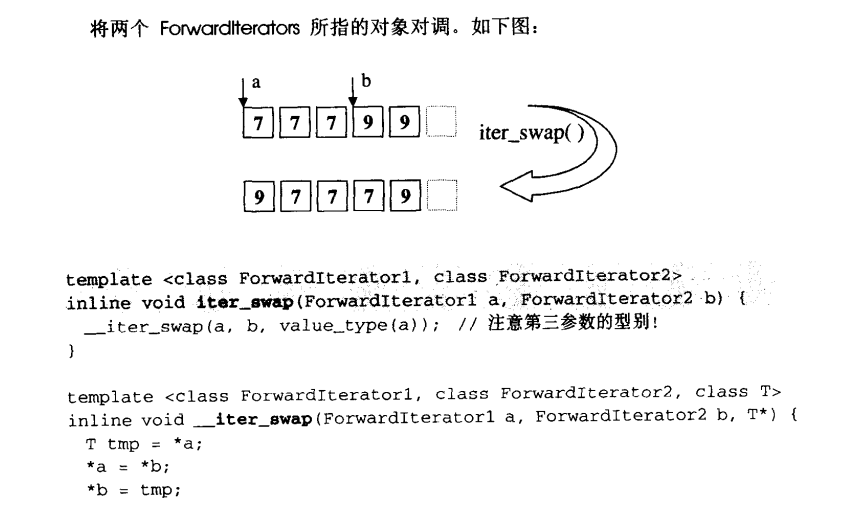 将两个 ForwardIterators 所指的对象对调。如下图：
a b
7 7 7 9 9
iter_swap( )
9 7 7 7 9
template <class ForwardIterator1, class ForwardIterator2>
inline void iter_swap(ForwardIterator1 a, ForwardIterator2 b) {
__iter_swap(a, b, value_type(a)); // 注意第三参数的型别!
}
template <class ForwardIterator1, class ForwardIterator2, class T>
inline void __iter_swap(ForwardIterator1 a, ForwardIterator2 b, T*) {
T tmp = *a;
*a = *b;
*b = tmp;